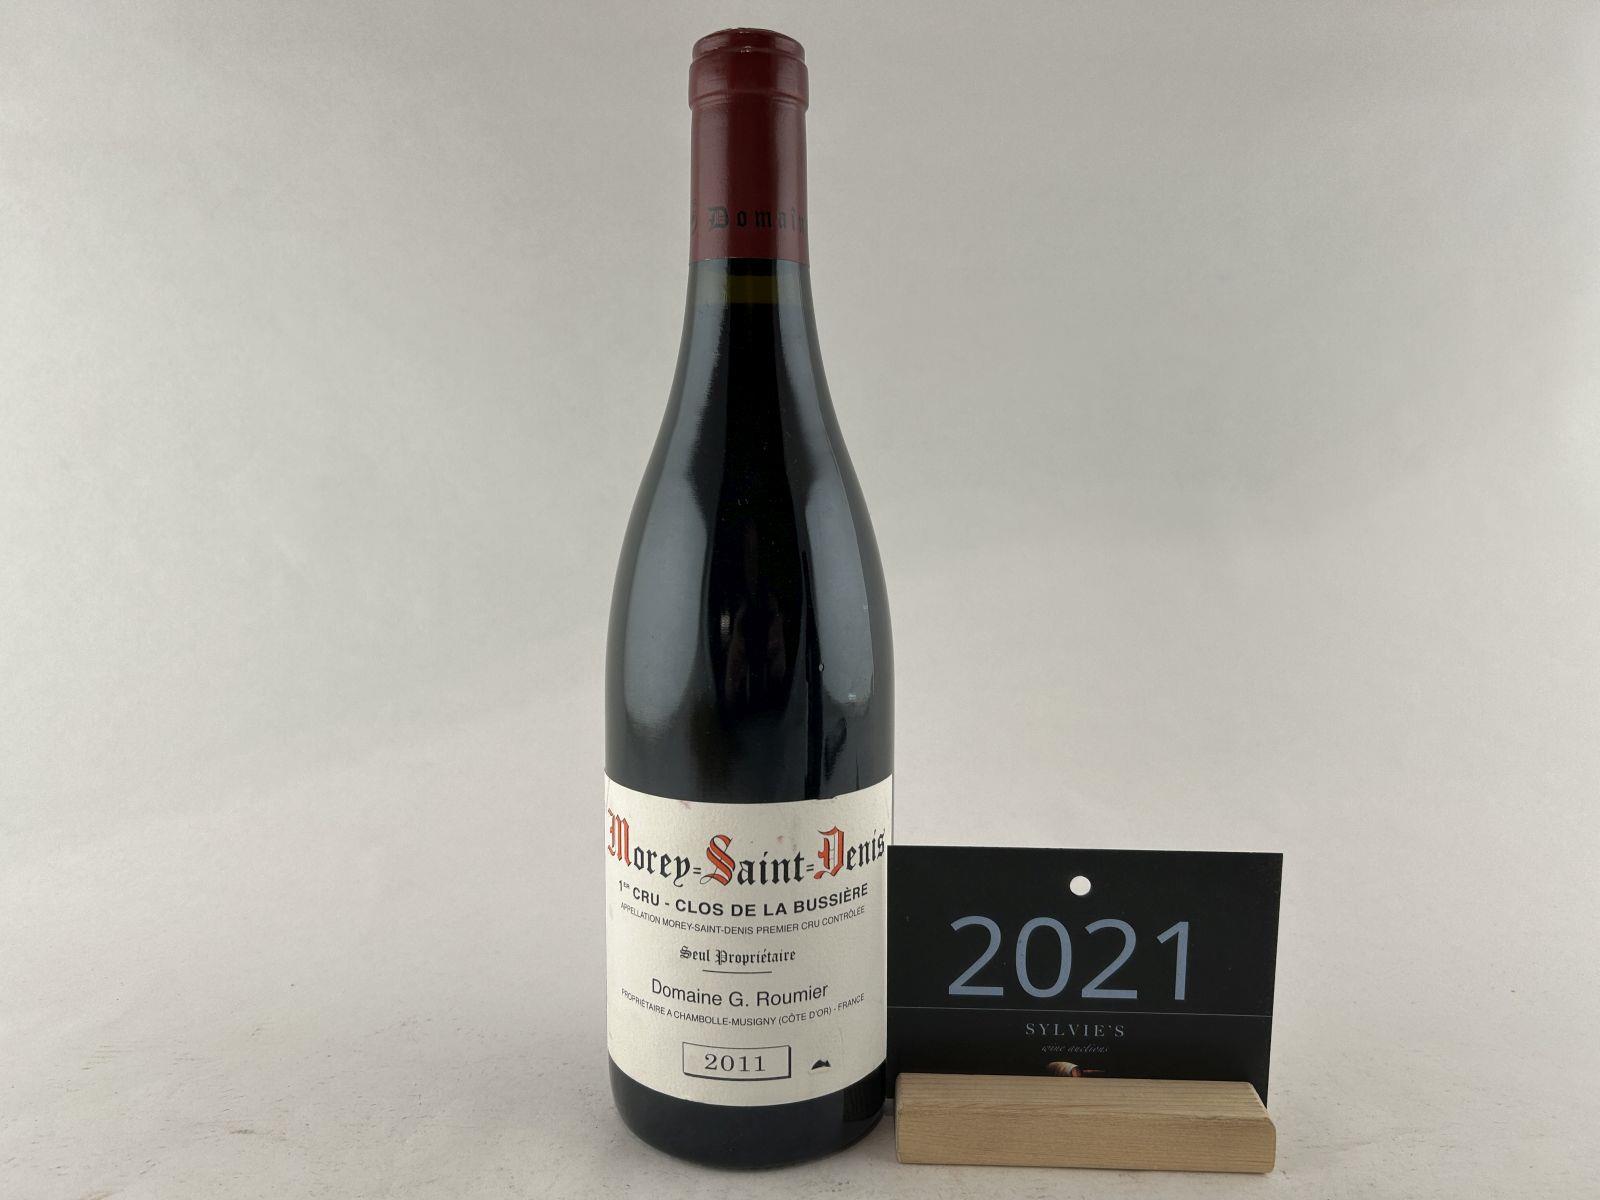 Domain
Morey=Saint=Denis
1ER CRU - CLOS DE LA BUSSIÈRE
APPELLATION MOREY-SAINT-DENIS PREMIER CRU CONTRÔLÉE
Seul Propriétaire
Domaine G. Roumier
PROPRIÉTAIRE A CHAMBOLLE-MUSIGNY (CÔTE D'OR) - FRANCE
2011
2021
SYLVIE'S
wine auctions